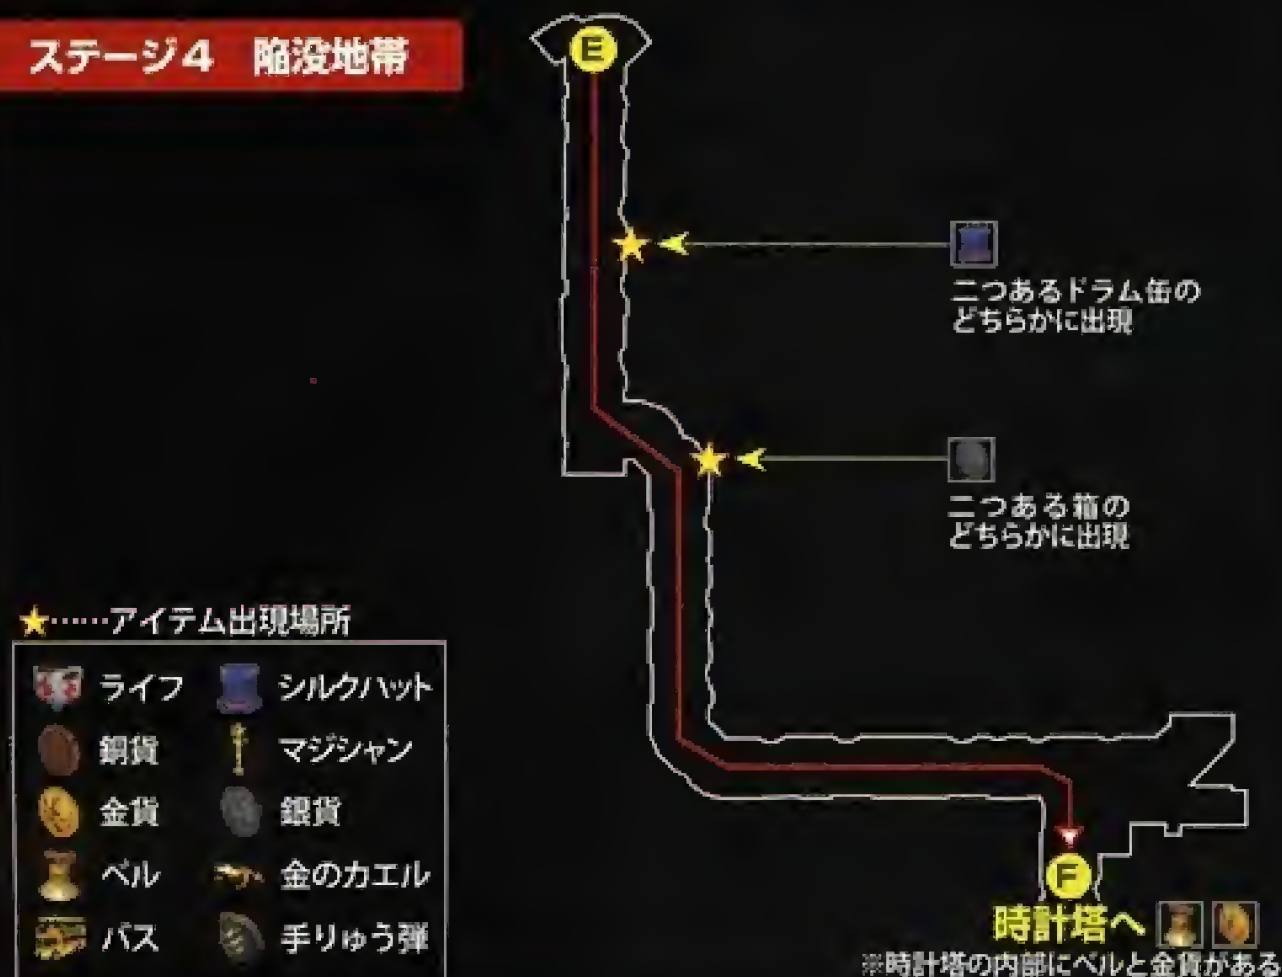 ステージ4 陥没地帯
E
二つあるドラム缶の
どちらかに出現
二つある箱の
どちらかに出現
★……アイテム出現場所
ライフ シルクハット
銅貨 マジシャン
金貨 銀貨
ベル 金のカエル
バス 手りゅう弾
F
時計塔へ
※時計塔の内部にベルと金貨がある